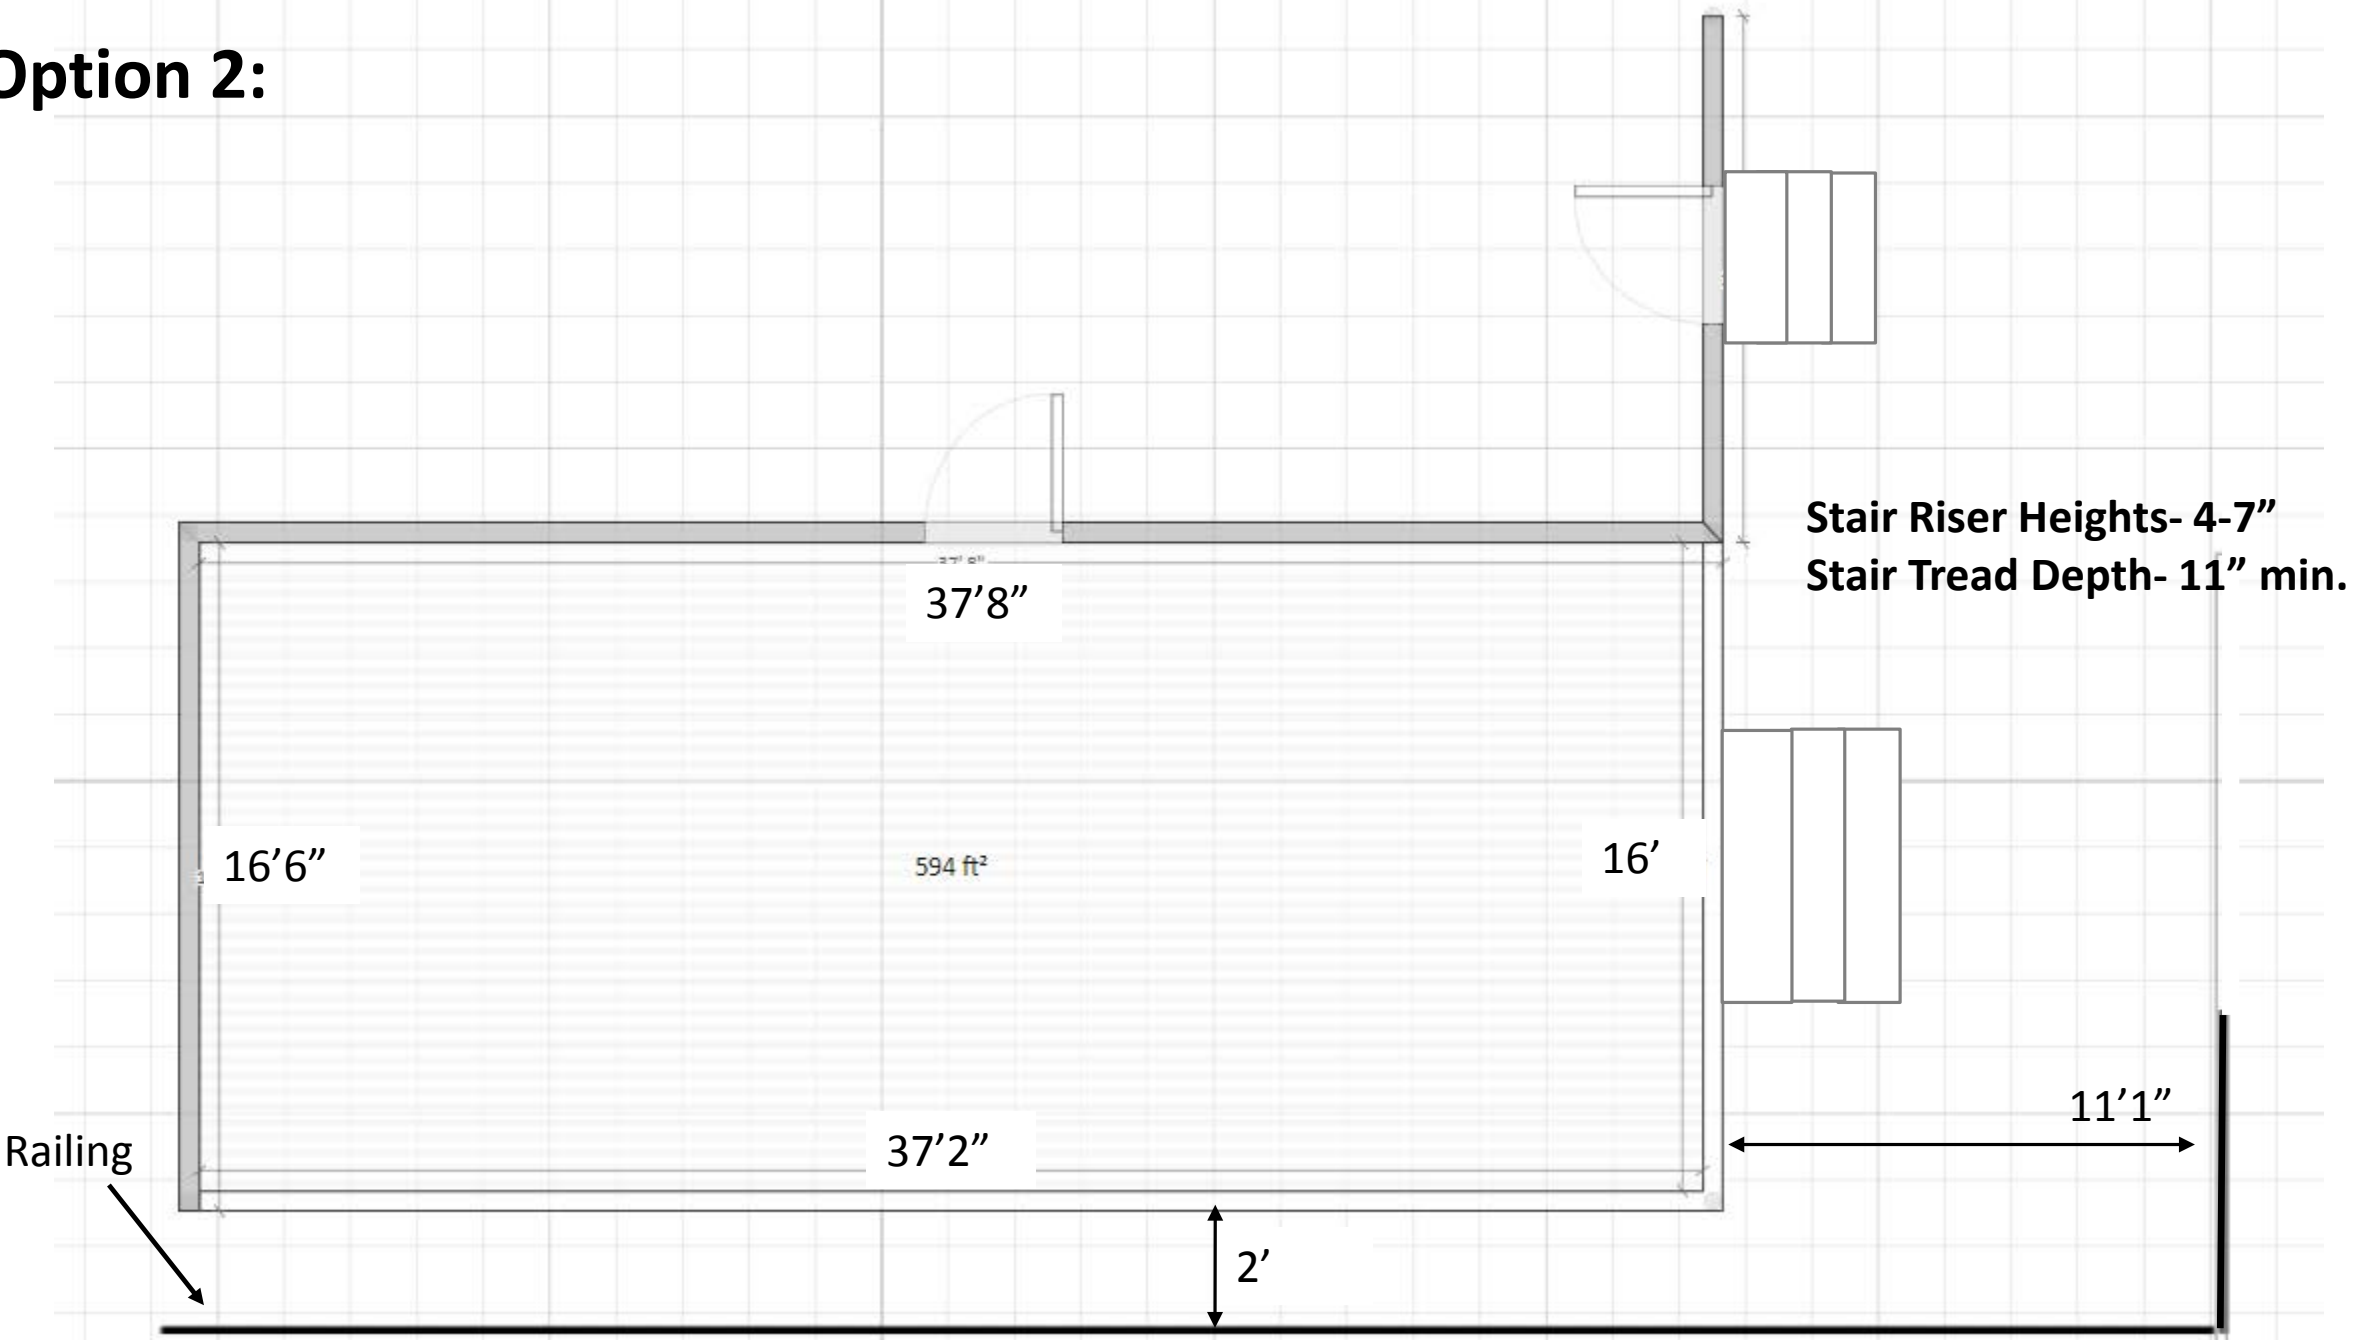 Option 2:
Stair Riser Heights- 4-7”
Stair Tread Depth- 11” min.
37’8”
16’6”
594 ft²
16’
11’1”
Railing
37’2”
2’